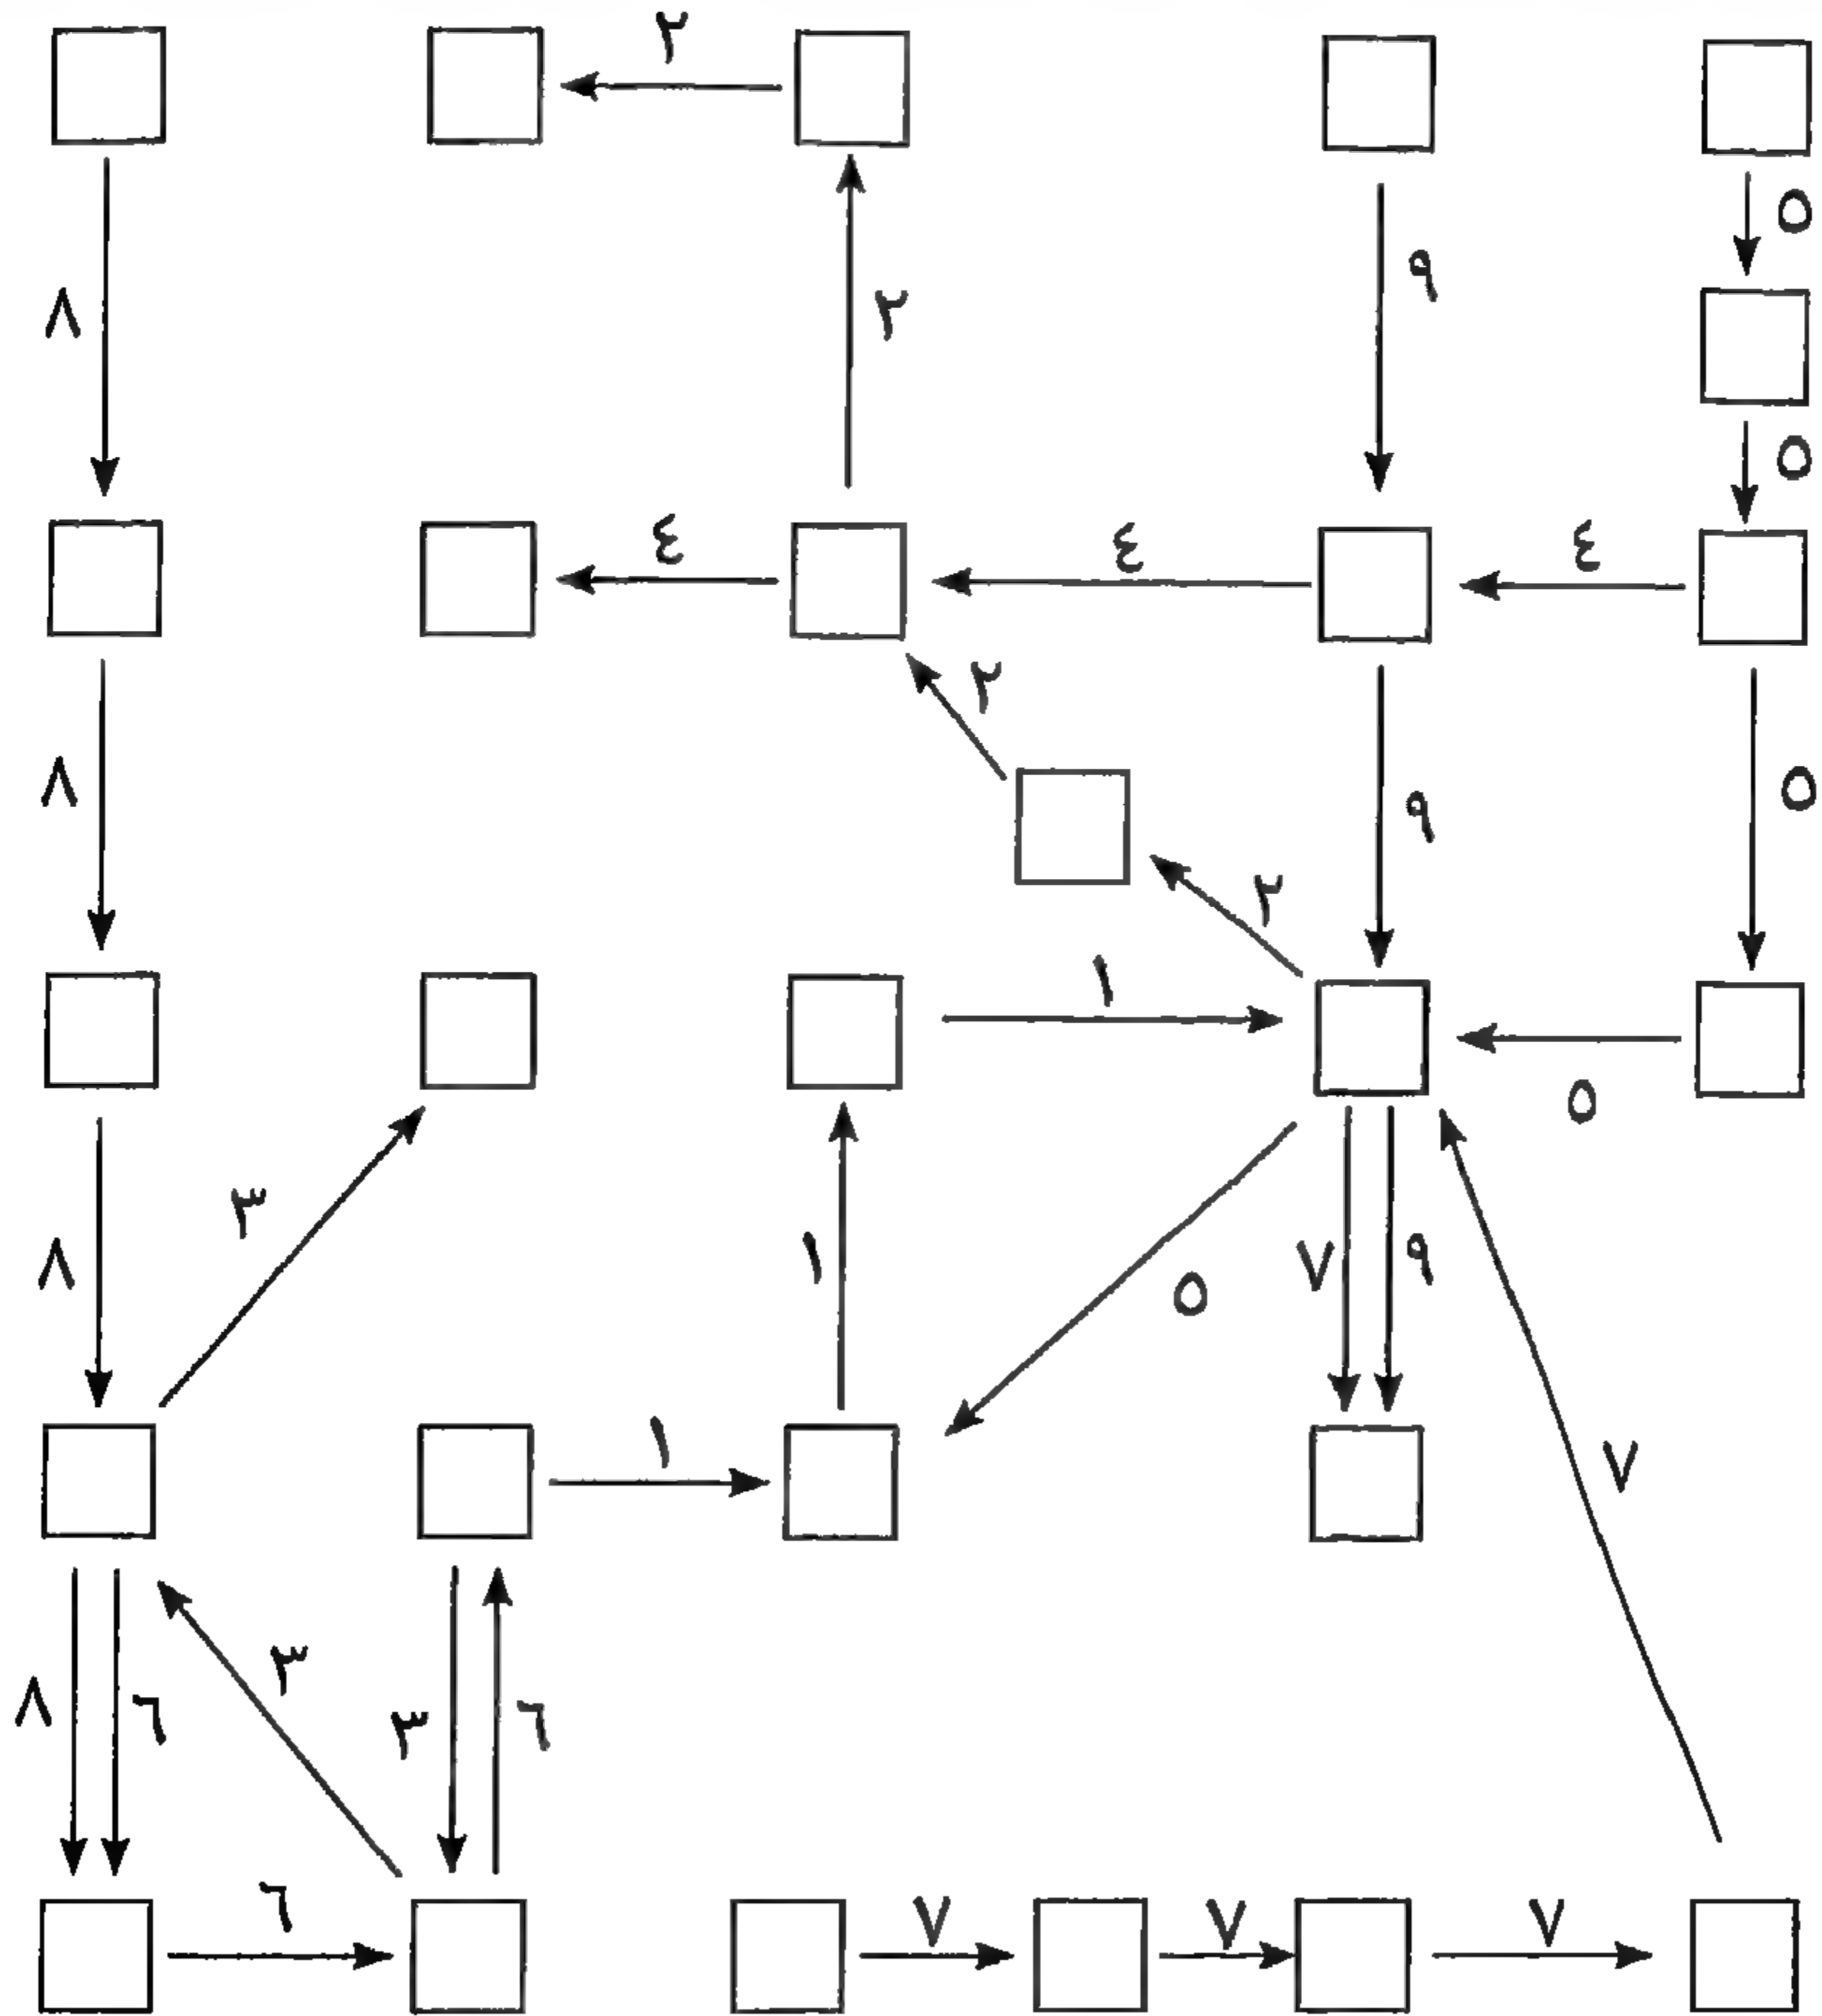 ٢
٥
٩
٨ ٢
٥
٤ ٤ ٤
٢
٨ ٩ ٥
٢
١
٥
٣
٨ ١ ٥ ٧ ٩
١ ٧
٣
٨ ٦ ٣ ٦
٦ ٧ ٧ ٧